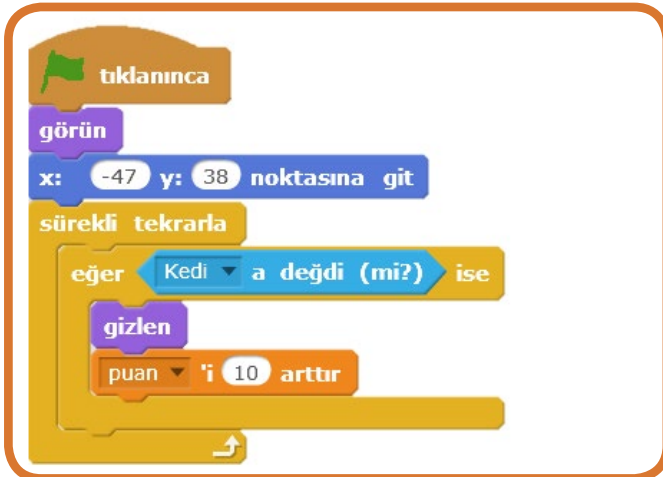 tıklanınca
görün
x: -47 y: 38 noktasına git
sürekli tekrarla
eğer Kedi a değdi (mi?) ise
gizlen
puan 'i 10 arttır